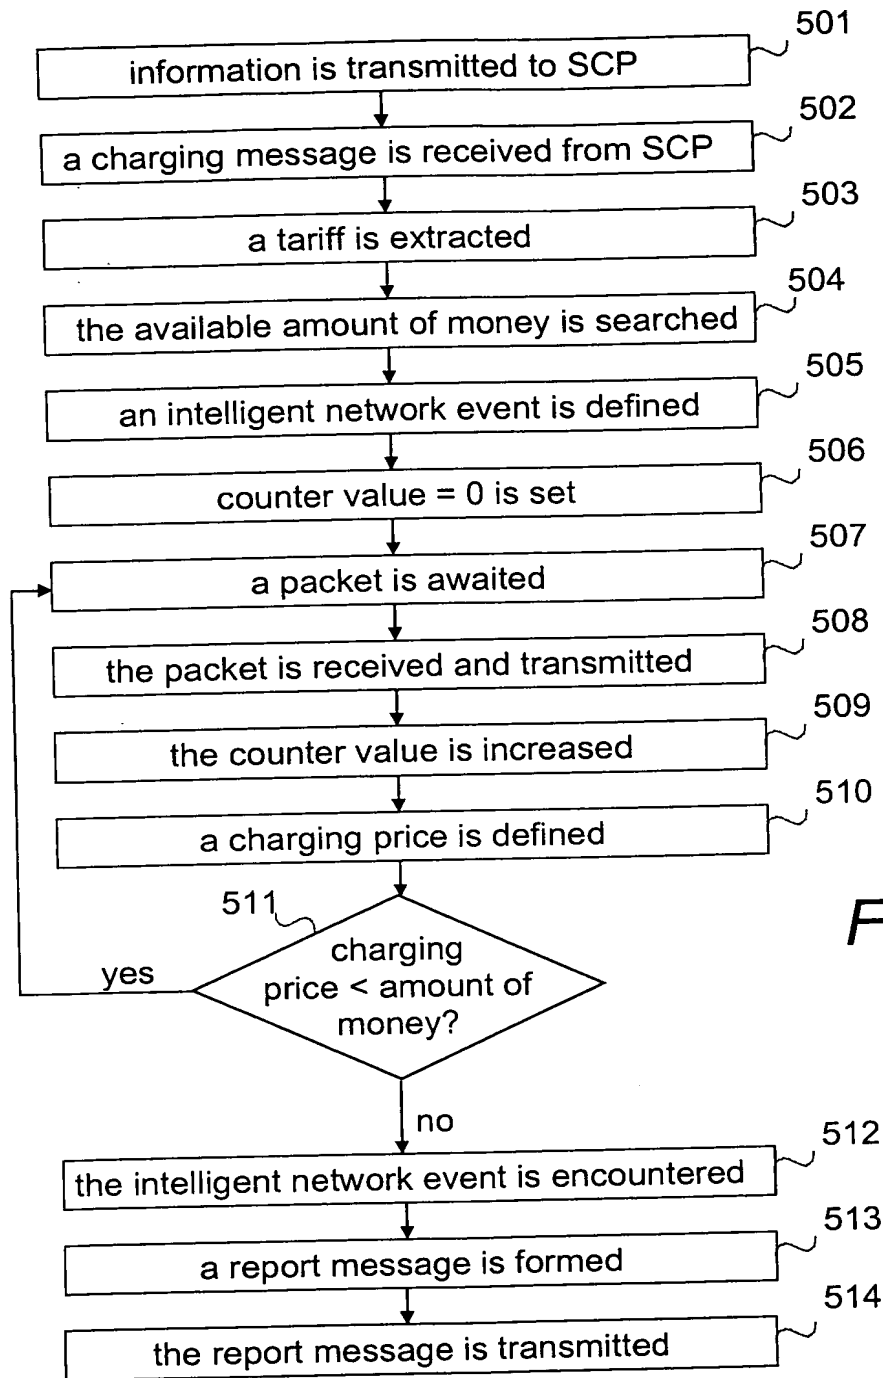 501
information is transmitted to SCP
502
a charging message is received from SCP
503
a tariff is extracted
504
the available amount of money is searched
505
an intelligent network event is defined
506
counter value = 0 is set
507
a packet is awaited
508
the packet is received and transmitted
509
the counter value is increased
510
a charging price is defined
511
charging
price < amount of
money?
yes
F
no
512
the intelligent network event is encountered
513
a report message is formed
514
the report message is transmitted